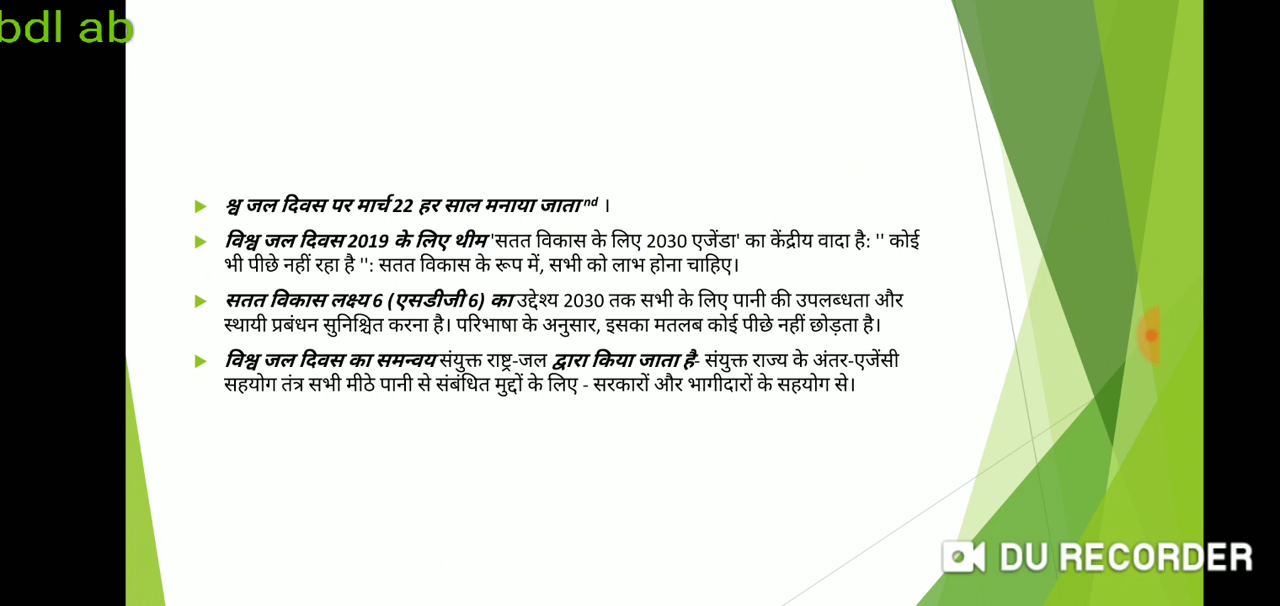 bdl ab
श्व जल दिवस पर मार्च 22 हर साल मनाया जाता nd ।
विश्व जल दिवस 2019 के लिए थीम 'सतत विकास के लिए 2030 एजेंडा' का केंद्रीय वादा है: '' कोई
भी पीछे नहीं रहा है '': सतत विकास के रूप में, सभी को लाभ होना चाहिए।
सतत विकास लक्ष्य 6 (एसडीजी 6) का उद्देश्य 2030 तक सभी के लिए पानी की उपलब्धता और
स्थायी प्रबंधन सुनिश्चित करना है। परिभाषा के अनुसार, इसका मतलब कोई पीछे नहीं छोड़ता है।
विश्व जल दिवस का समन्वय संयुक्त राष्ट्र-जल द्वारा किया जाता है- संयुक्त राज्य के अंतर-एजेंसी
सहयोग तंत्र सभी मीठे पानी से संबंधित मुद्दों के लिए - सरकारों और भागीदारों के सहयोग से।
DU RECORDER